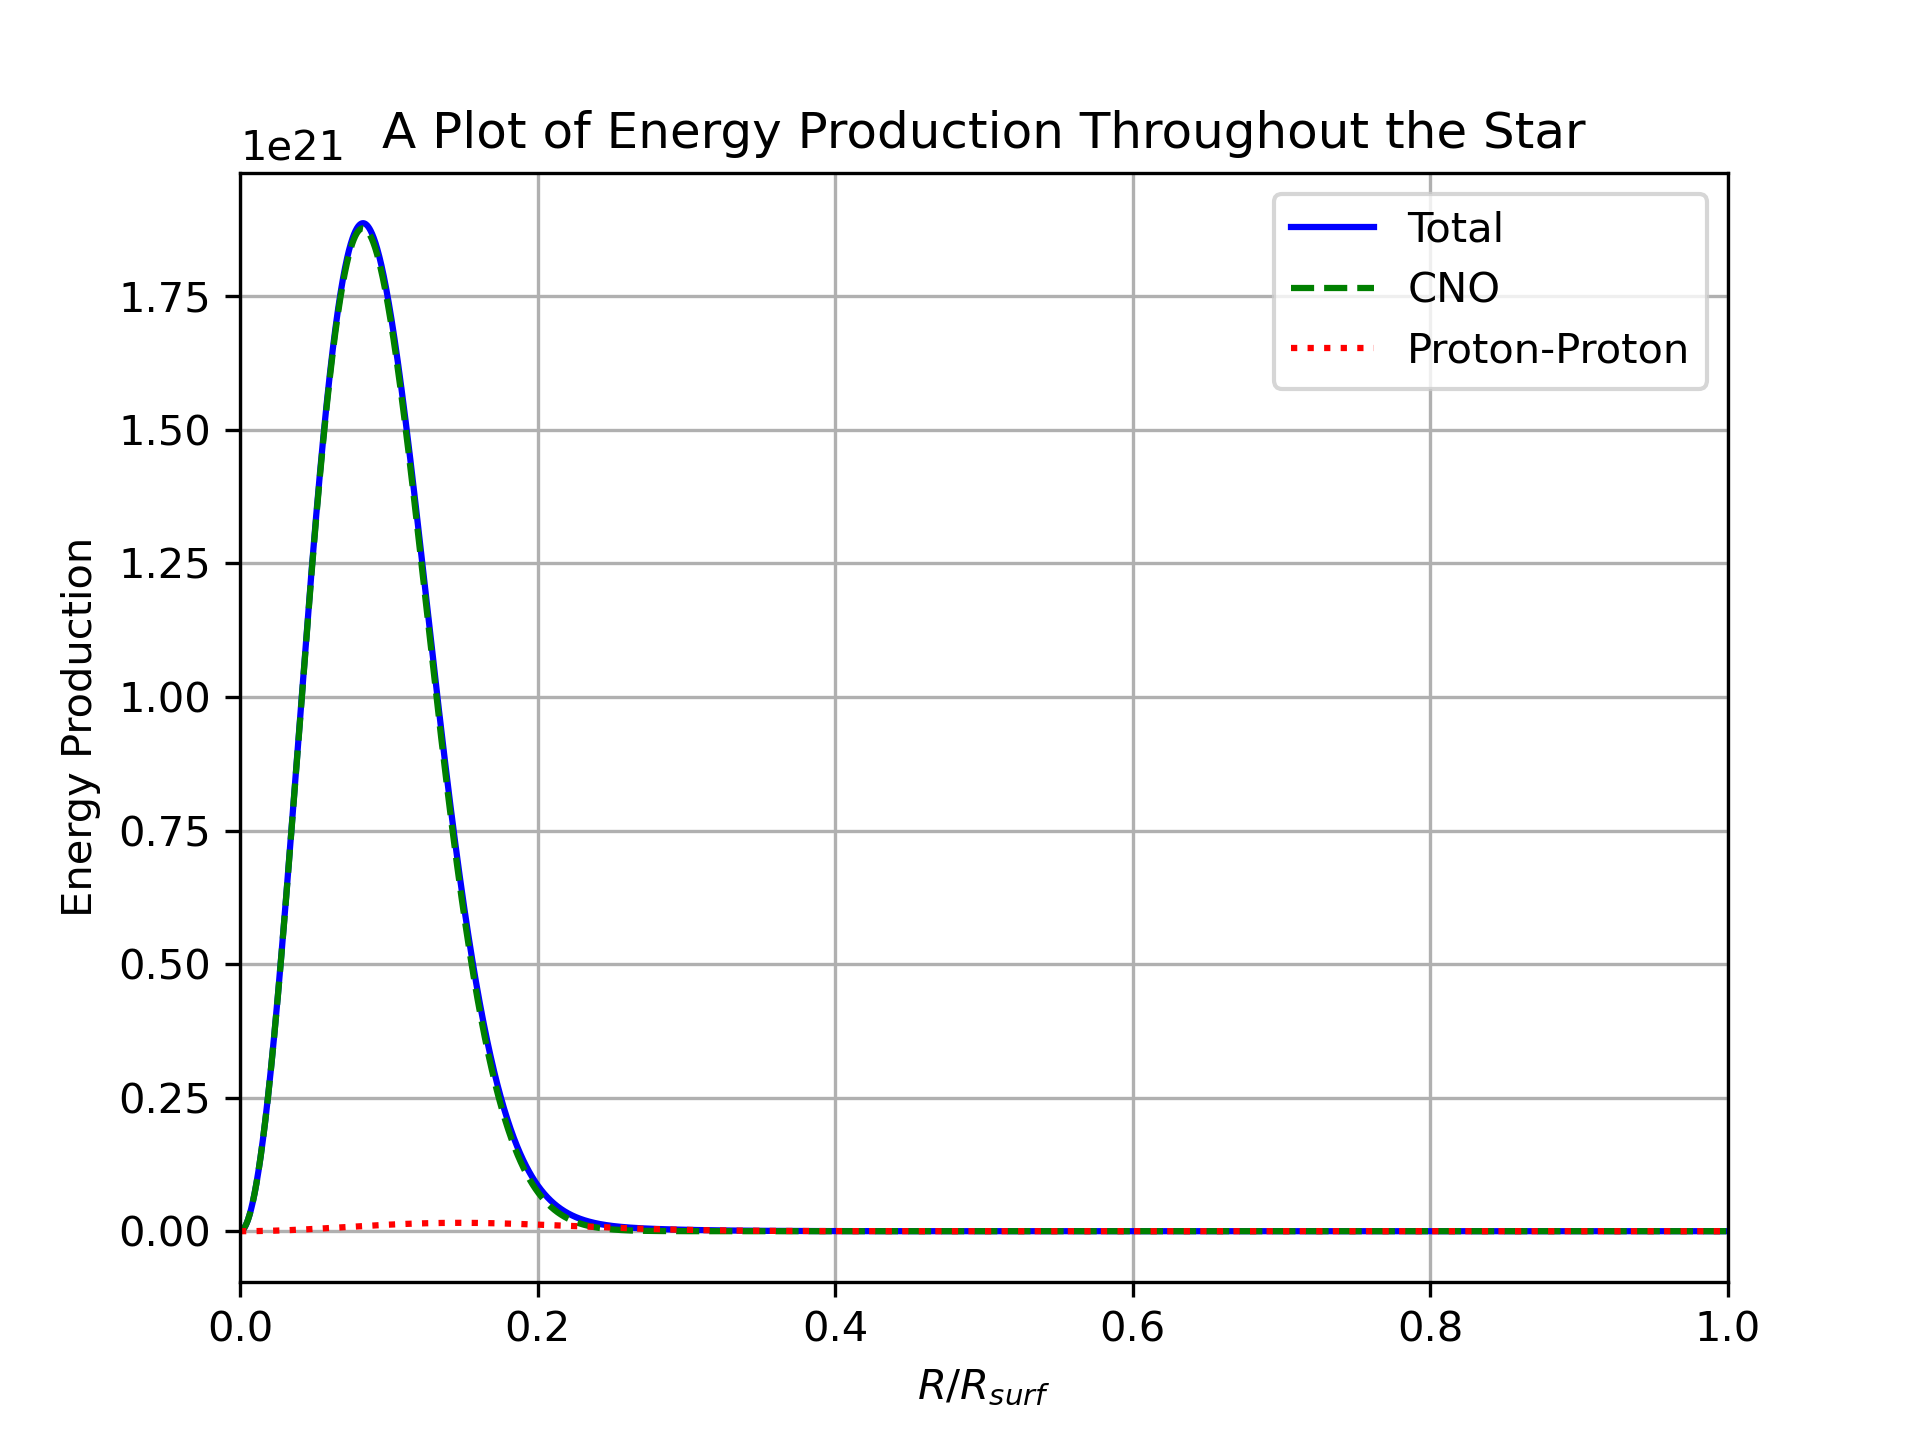 A Plot of Energy Production Throughout the Star
1e21
Total
CNO
Proton-Proton
1.75
1.50
1.25
1.00
0.75
0.50
0.25
0.00
Energy Production
0.0 0.2 0.4 0.6 0.8 1.0
R/R_surf